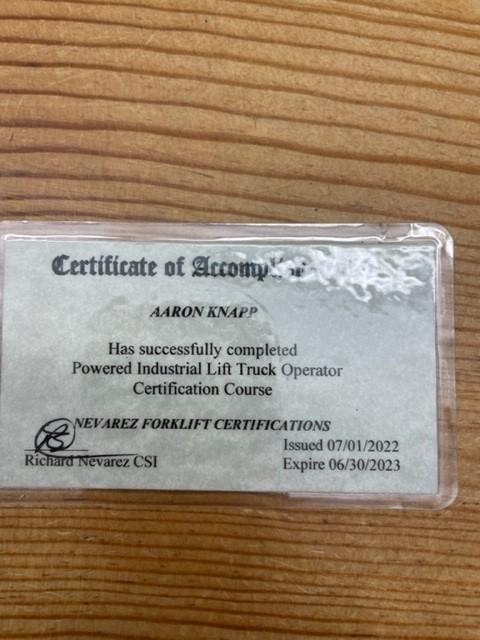 Certificate of
AARON KNAPP
Has successfully completed
Powered Industrial Lift Truck Operator
Certification Course
NEVAREZ FORKLIFT CERTIFICATIONS
Issued 07/01/2022
Richard Nevarez CSI
Expire 06/30/2023